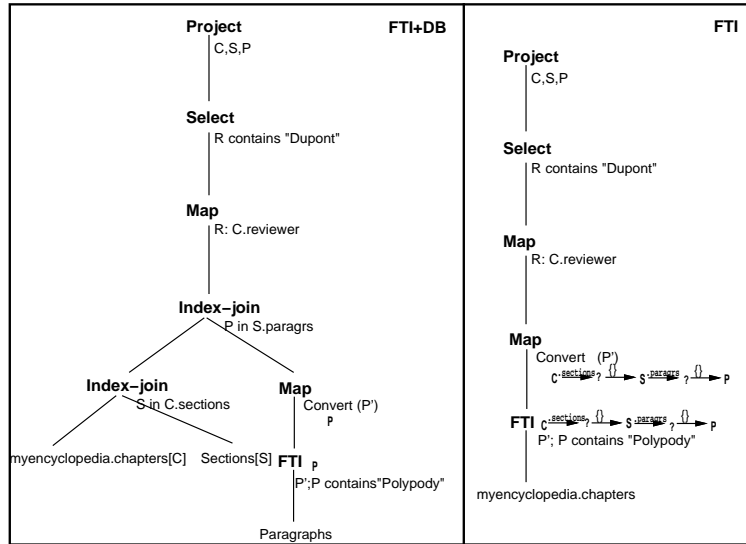 Project
FTI+DB
C,S,P
Select
R contains "Dupont"
Map
R: C.reviewer
Index–join
P in S.paragrs
Index–join
S in C.sections
Map
Convert (P')
P
myencyclopedia.chapters[C]
Sections[S]
FTI P
P';P contains"Polypody"
Paragraphs
FTI
Project
C,S,P
Select
R contains "Dupont"
Map
R: C.reviewer
Map
Convert (P')
C .sections ? {} S .paragrs ? {} P
FTI C .sections ? {} S .paragrs ? {} P
P'; P contains "Polypody"
myencyclopedia.chapters